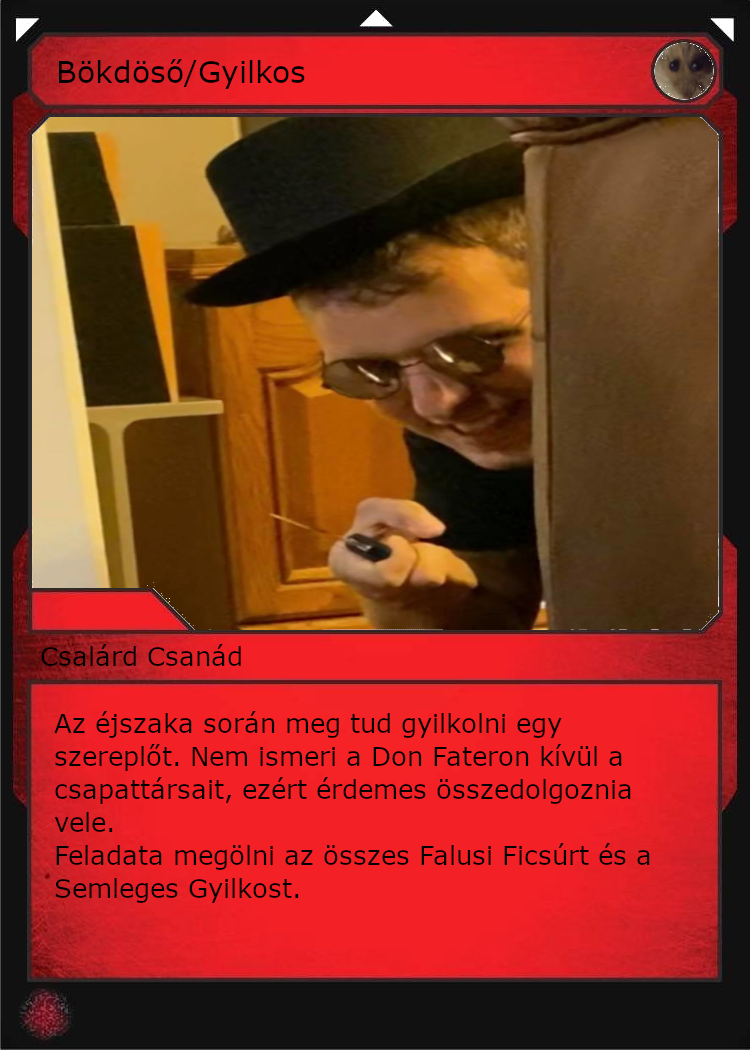 Bökdöső/Gyilkos
Csalárd Csanád
Az éjszaka során meg tud gyilkolni egy
szereplőt. Nem ismeri a Don Fateron kívül a
csapattársait, ezért érdemes összedolgoznia
vele.
Feladata megölni az összes Falusi Ficsúrt és a
Semleges Gyilkost.